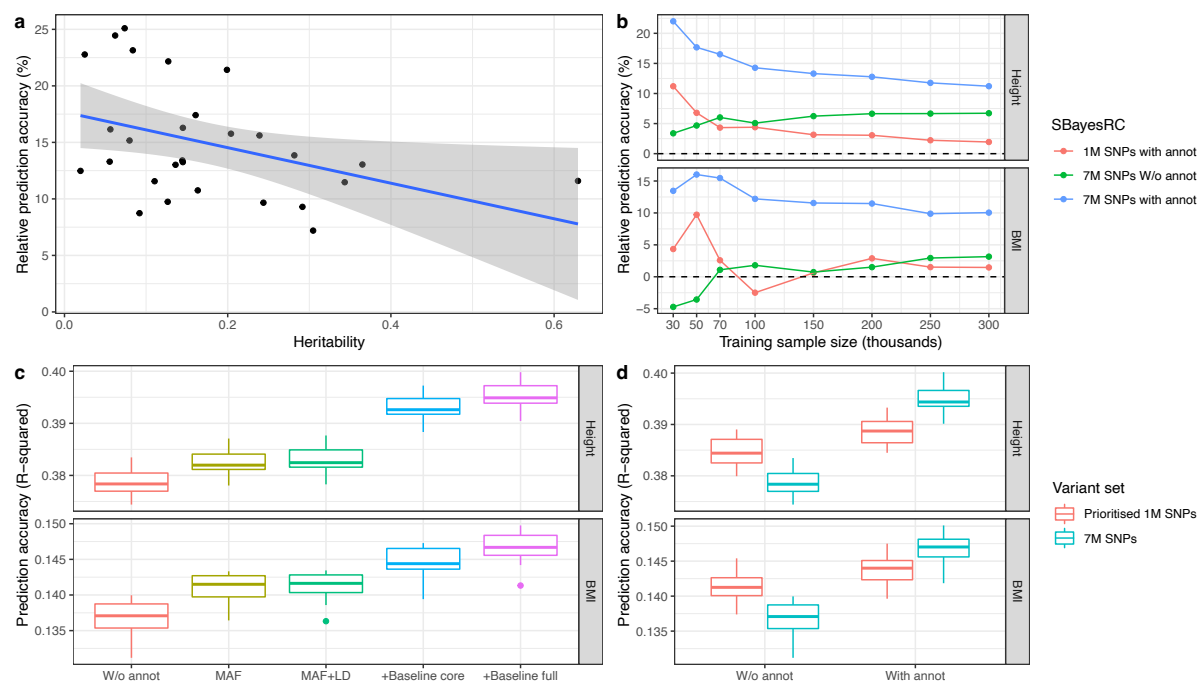 a
Relative prediction accuracy (%)
25
20
15
10
5
0
0.0
0.2
0.4
0.6
Heritability
b
Relative prediction accuracy (%)
20
15
10
5
0
Height
15
10
5
0
−5
BMI
30
50
70
100
150
200
250
300
Training sample size (thousands)
SBayesRC
1M SNPs with annot
7M SNPs W/o annot
7M SNPs with annot
c
Prediction accuracy (R−squared)
0.40
0.39
0.38
Height
0.150
0.145
0.140
0.135
BMI
W/o annot
MAF
MAF+LD
+Baseline core
+Baseline full
d
Prediction accuracy (R−squared)
0.40
0.39
0.38
Height
0.150
0.145
0.140
0.135
BMI
W/o annot
With annot
Variant set
Prioritised 1M SNPs
7M SNPs